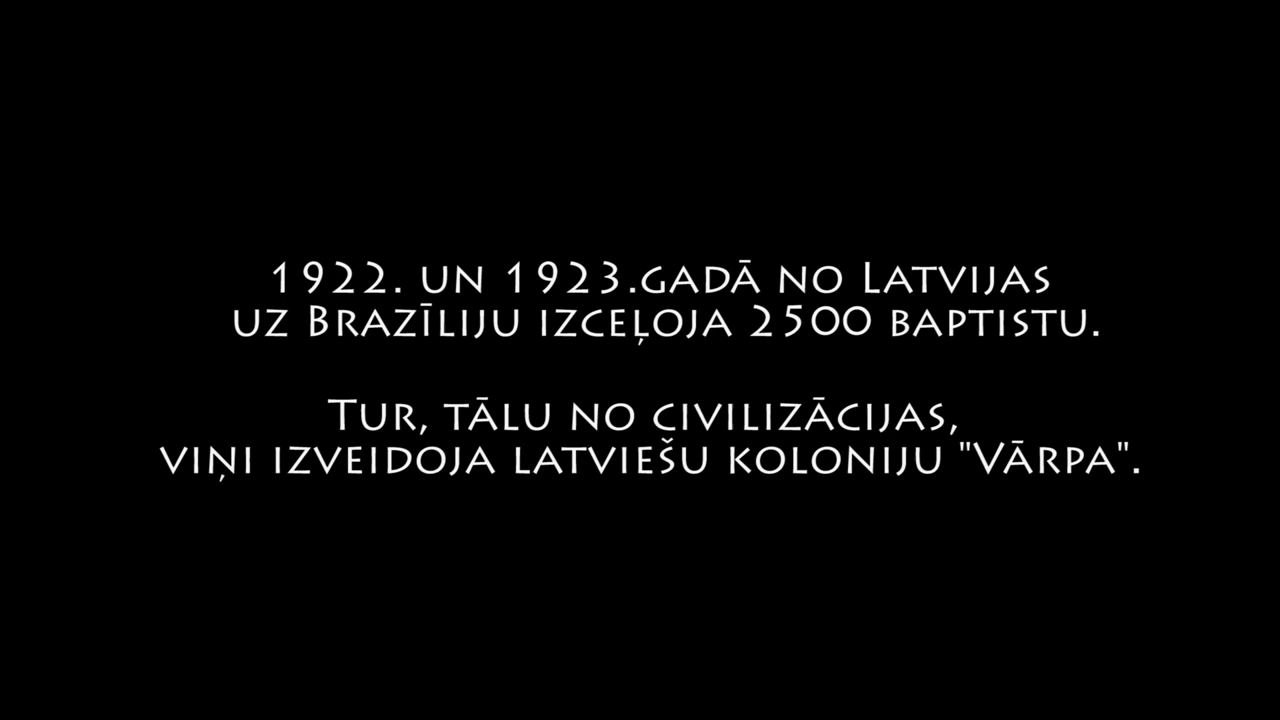 1922. un 1923.gadā no Latvijas
uz Brazīliju izceļoja 2500 baptistu.
Tur, tālu no civilizācijas,
viņi izveidoja latviešu koloniju "Vārpa".